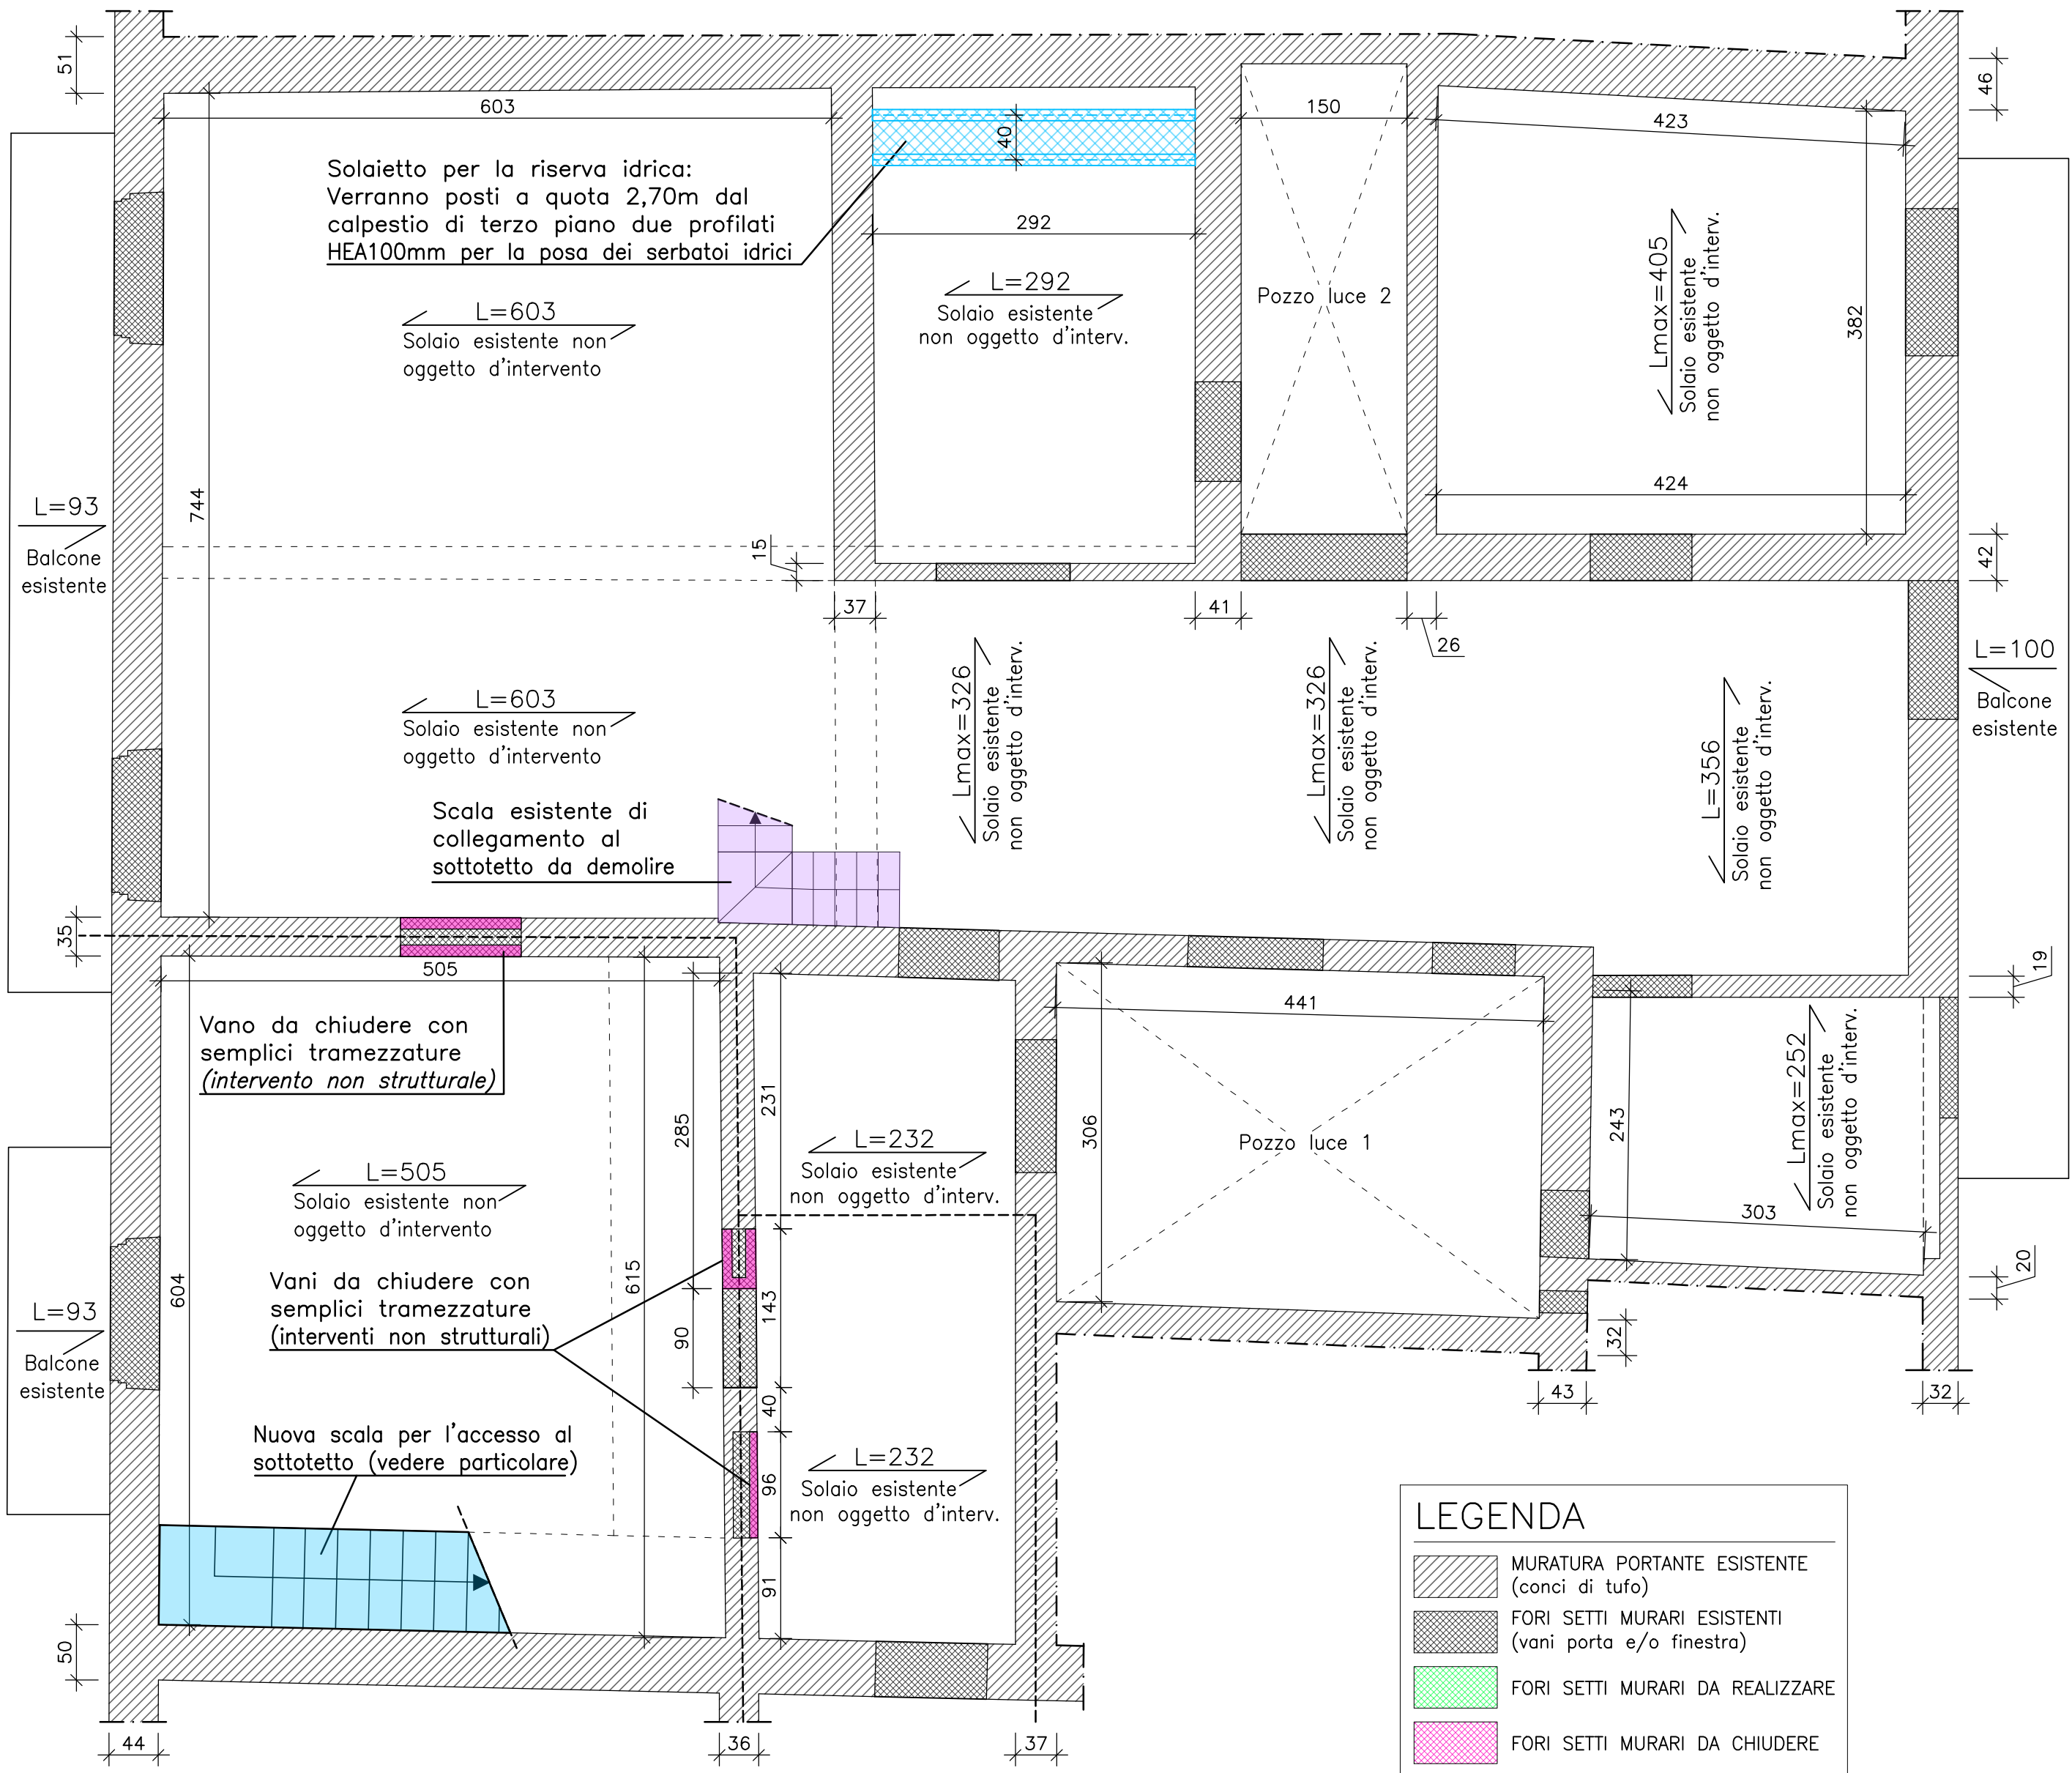 51
603
40
150
423
46
Solaietto per la riserva idrica:
Verranno posti a quota 2,70m dal
calpestio di terzo piano due profilati
HEA100mm per la posa dei serbatoi idrici
292
L=292
Solaio esistente
non oggetto d'interv.
Pozzo luce 2
Lmax=405
Solaio esistente
non oggetto d'interv.
382
L=603
Solaio esistente non
oggetto d'intervento
744
424
L=93
Balcone
esistente
15
42
37
41
26
Lmax=326
Solaio esistente
non oggetto d'interv.
Lmax=326
Solaio esistente
non oggetto d'interv.
L=356
Solaio esistente
non oggetto d'interv.
L=100
Balcone
esistente
L=603
Solaio esistente non
oggetto d'intervento
Scala esistente di
collegamento al
sottotetto da demolire
35
505
19
441
Vano da chiudere con
semplici tramezzature
(intervento non strutturale)
285
231
306
Pozzo luce 1
243
Lmax=252
Solaio esistente
non oggetto d'interv.
303
20
L=232
Solaio esistente
non oggetto d'interv.
L=505
Solaio esistente non
oggetto d'intervento
604
615
Vani da chiudere con
semplici tramezzature
(interventi non strutturali)
143
90
40
32
43
32
L=93
Balcone
esistente
Nuova scala per l'accesso al
sottotetto (vedere particolare)
96
L=232
Solaio esistente
non oggetto d'interv.
91
50
44
36
37
LEGENDA
MURATURA PORTANTE ESISTENTE
(conci di tufo)
FORI SETTI MURARI ESISTENTI
(vani porta e/o finestra)
FORI SETTI MURARI DA REALIZZARE
FORI SETTI MURARI DA CHIUDERE